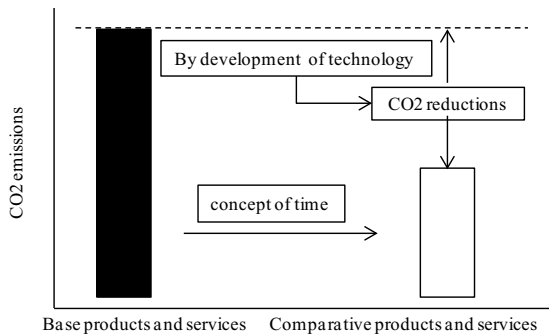 By development of technology
CO2 reductions
CO2 emissions
concept of time
Base products and services
Comparative products and services